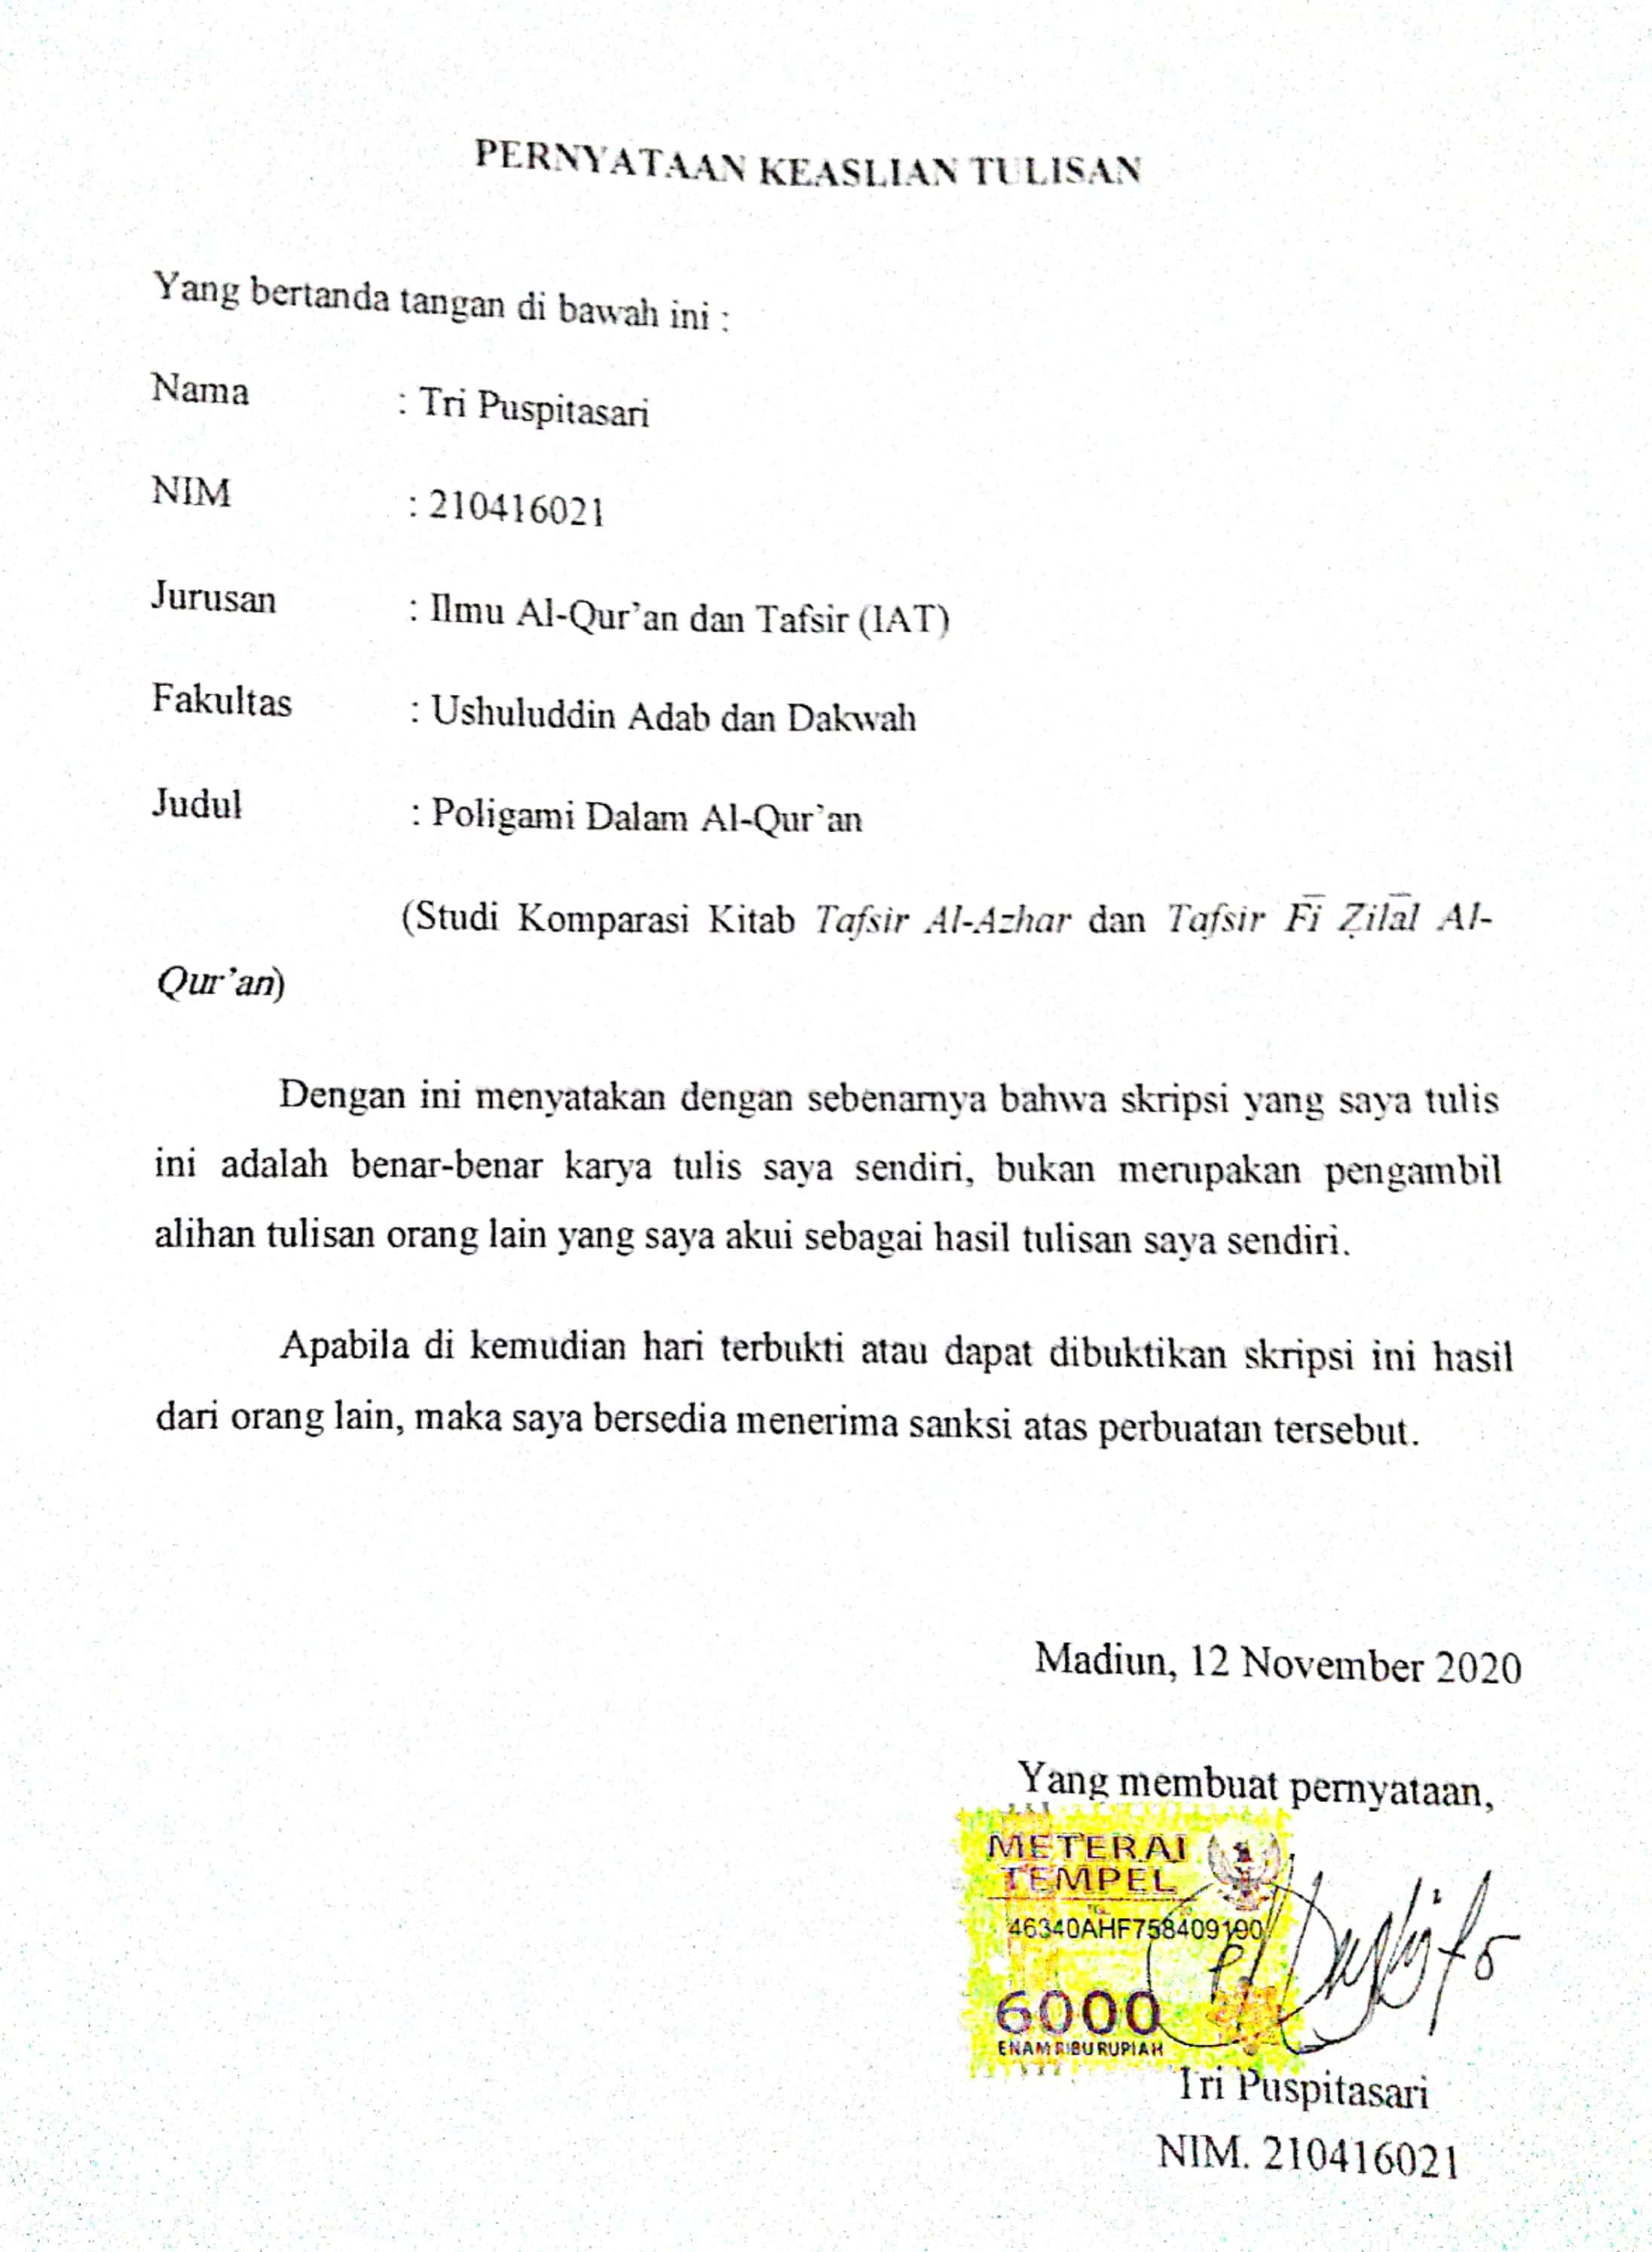 PERNYATAAN KEASLIAN TULISAN
Yang bertanda tangan di bawah ini :
Nama : Tri Puspitasari
NIM : 210416021
Jurusan : Ilmu Al-Qur’an dan Tafsir (IAT)
Fakultas : Ushuluddin Adab dan Dakwah
Judul : Poligami Dalam Al-Qur’an
(Studi Komparasi Kitab Tafsir Al-Azhar dan Tafsir Fī Ẓilāl Al-
Qur’an)
Dengan ini menyatakan dengan sebenarnya bahwa skripsi yang saya tulis
ini adalah benar-benar karya tulis saya sendiri, bukan merupakan pengambil
alihan tulisan orang lain yang saya akui sebagai hasil tulisan saya sendiri.
Apabila di kemudian hari terbukti atau dapat dibuktikan skripsi ini hasil
dari orang lain, maka saya bersedia menerima sanksi atas perbuatan tersebut.
Madiun, 12 November 2020
Yang membuat pernyataan,
METERAI
TEMPEL
46340AHF758409190
6000
ENAM RIBU RUPIAH
Tri Puspitasari
NIM. 210416021